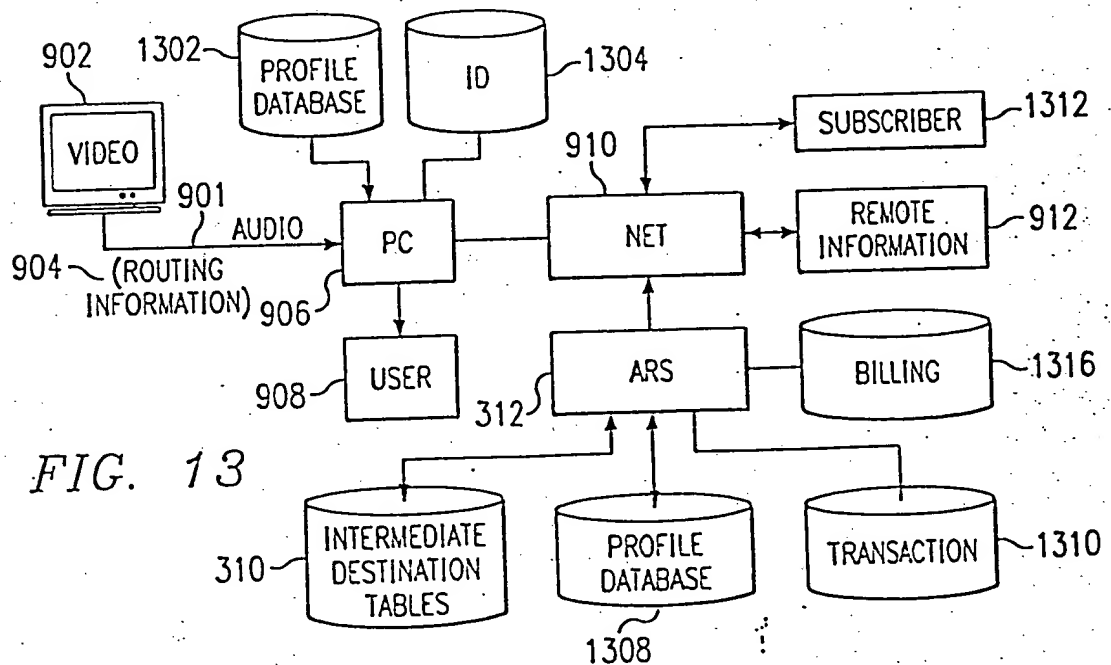 1302
PROFILE
DATABASE
ID
1304
902
VIDEO
901
AUDIO
904
(ROUTING
INFORMATION)
PC
906
USER
908
910
NET
SUBSCRIBER
1312
REMOTE
INFORMATION
912
ARS
312
BILLING
1316
FIG. 13
INTERMEDIATE
DESTINATION
TABLES
310
PROFILE
DATABASE
1308
TRANSACTION
1310